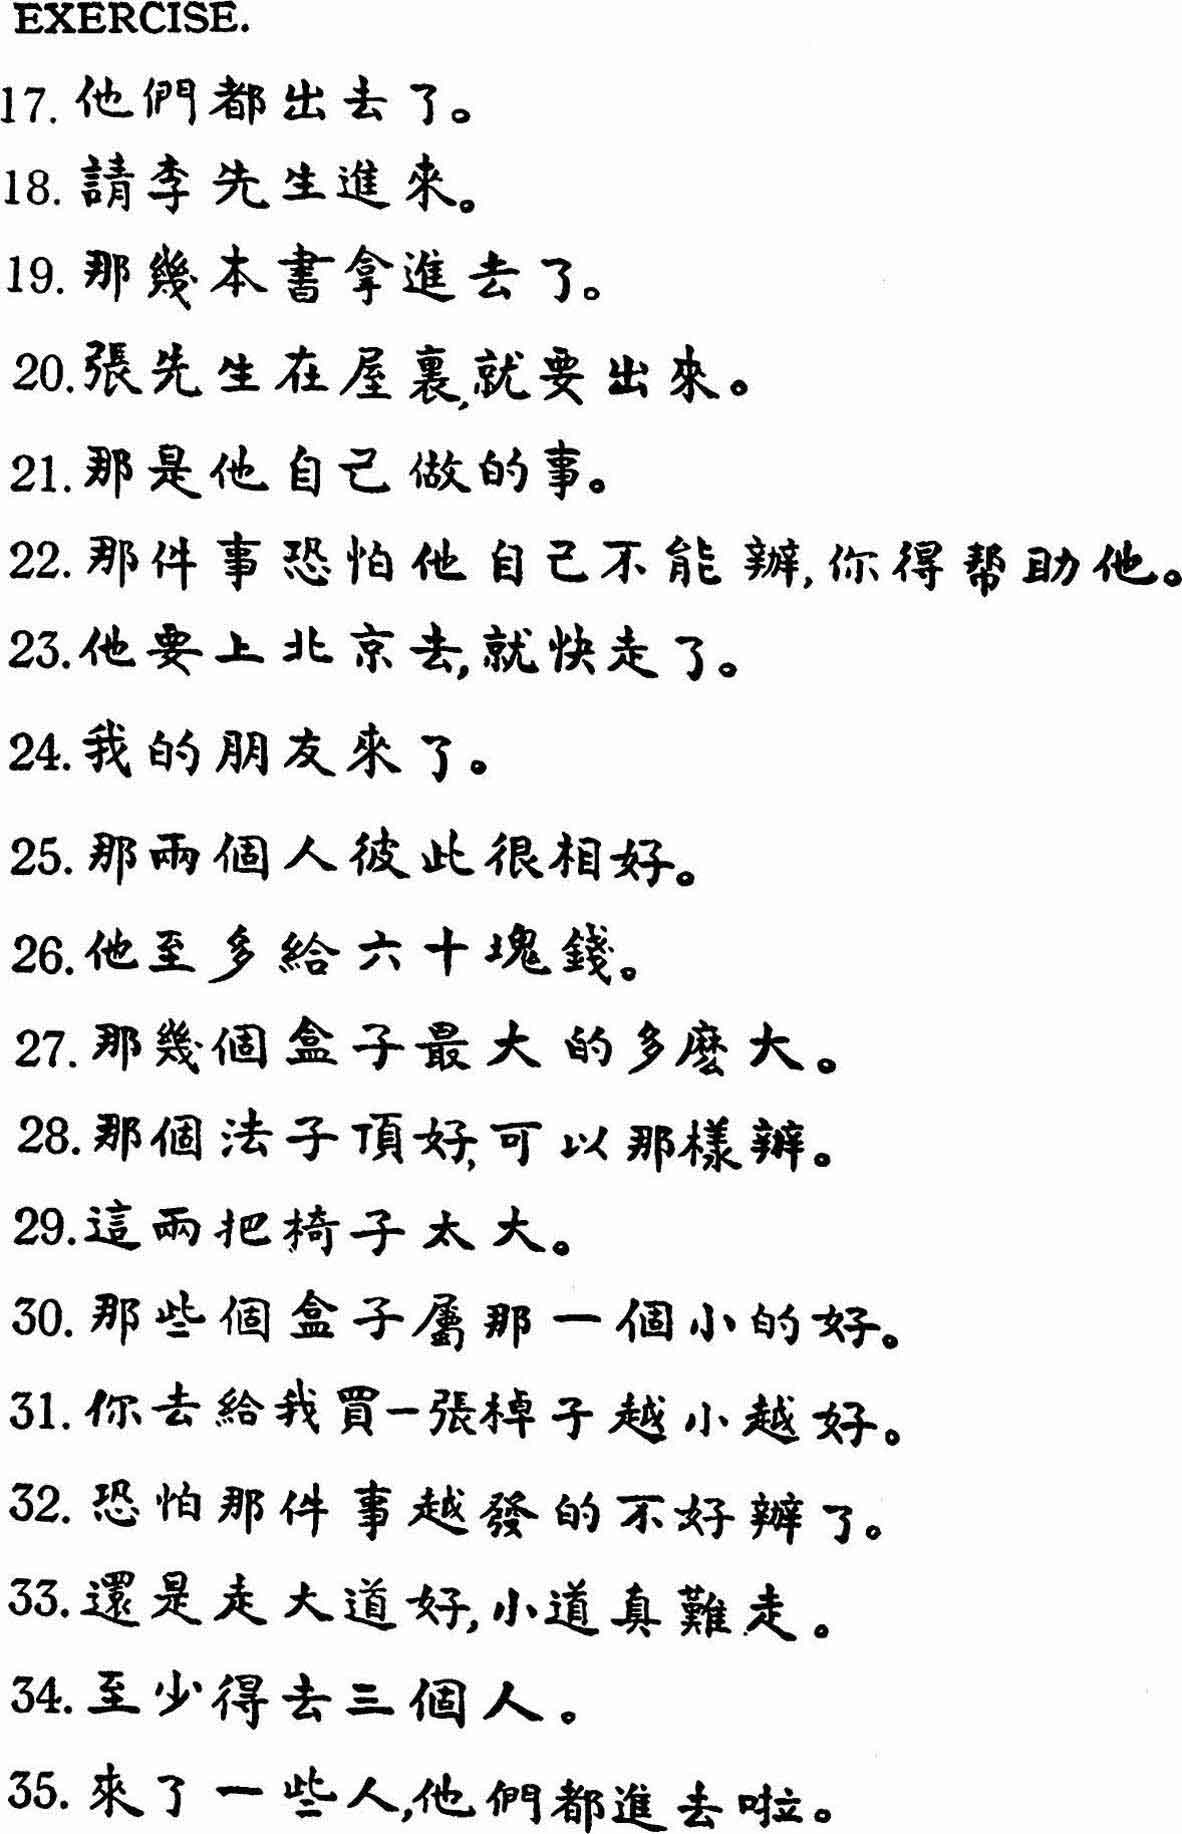 EXERCISE.
17. 他們都出去了。
18. 請李先生進來。
19. 那幾本書拿進去了。
20. 張先生在屋裏,就要出來。
21. 那是他自己做的事。
22. 那件事恐怕他自己不能辦,你得幇助他。
23. 他要上北京去,就快走了。
24. 我的朋友來了。
25. 那兩個人彼此很相好。
26. 他至多給六十塊錢。
27. 那幾個盒子最大的多麽大。
28. 那個法子頂好,可以那樣辦。
29. 這兩把椅子太大。
30. 那些個盒子屬那一個小的好。
31. 你去給我買一張棹子越小越好。
32. 恐怕那件事越發的不好辦了。
33. 還是走大道好,小道真難走。
34. 至少得去三個人。
35. 來了一些人,他們都進去啦。